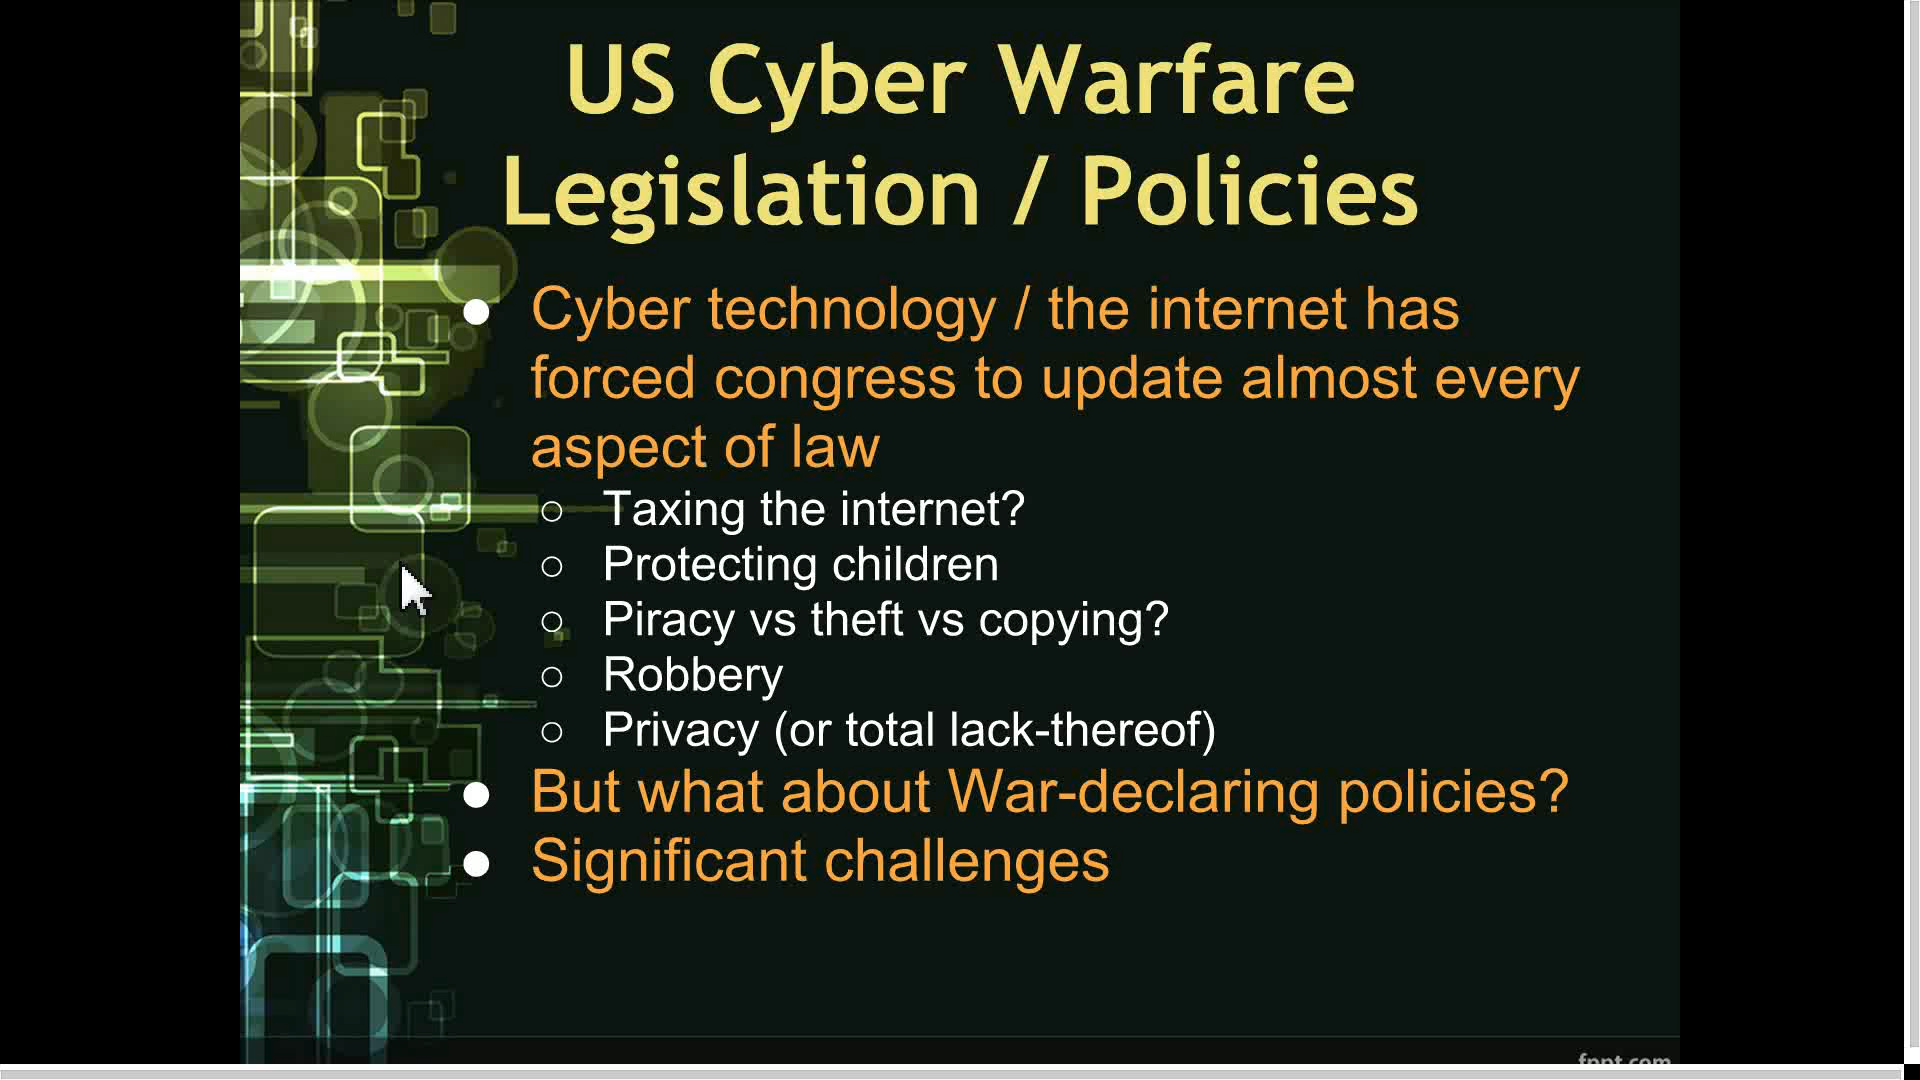 US Cyber Warfare
Legislation / Policies
● Cyber technology / the internet has
forced congress to update almost every
aspect of law
○ Taxing the internet?
○ Protecting children
○ Piracy vs theft vs copying?
○ Robbery
○ Privacy (or total lack-thereof)
● But what about War-declaring policies?
● Significant challenges
fppt.com